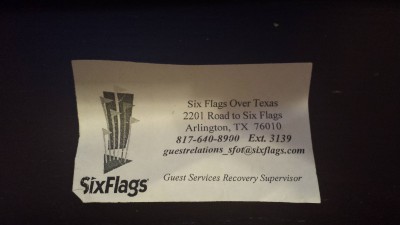 Six Flags Over Texas
2201 Road to Six Flags
Arlington, TX 76010
817-640-8900 Ext. 3139
guestrelations_sfot@sixflags.com
Guest Services Recovery Supervisor
SixFlags